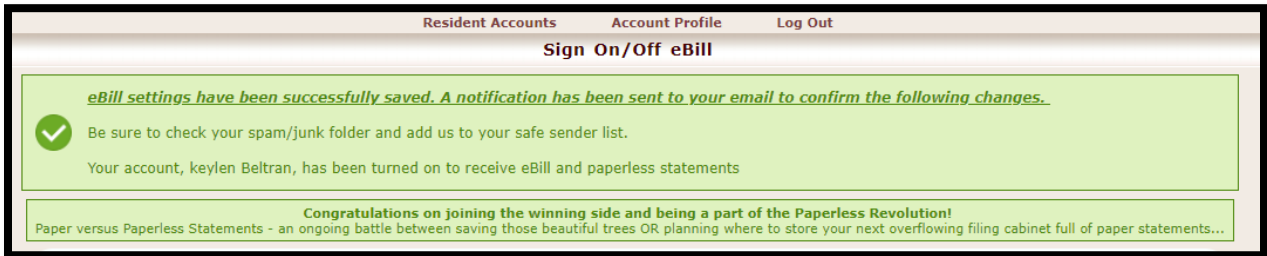 Resident Accounts Account Profile Log Out
Sign On/Off eBill
eBill settings have been successfully saved. A notification has been sent to your email to confirm the following changes.
Be sure to check your spam/junk folder and add us to your safe sender list.
Your account, keylen Beltran, has been turned on to receive eBill and paperless statements
Congratulations on joining the winning side and being a part of the Paperless Revolution!
Paper versus Paperless Statements - an ongoing battle between saving those beautiful trees OR planning where to store your next overflowing filing cabinet full of paper statements...